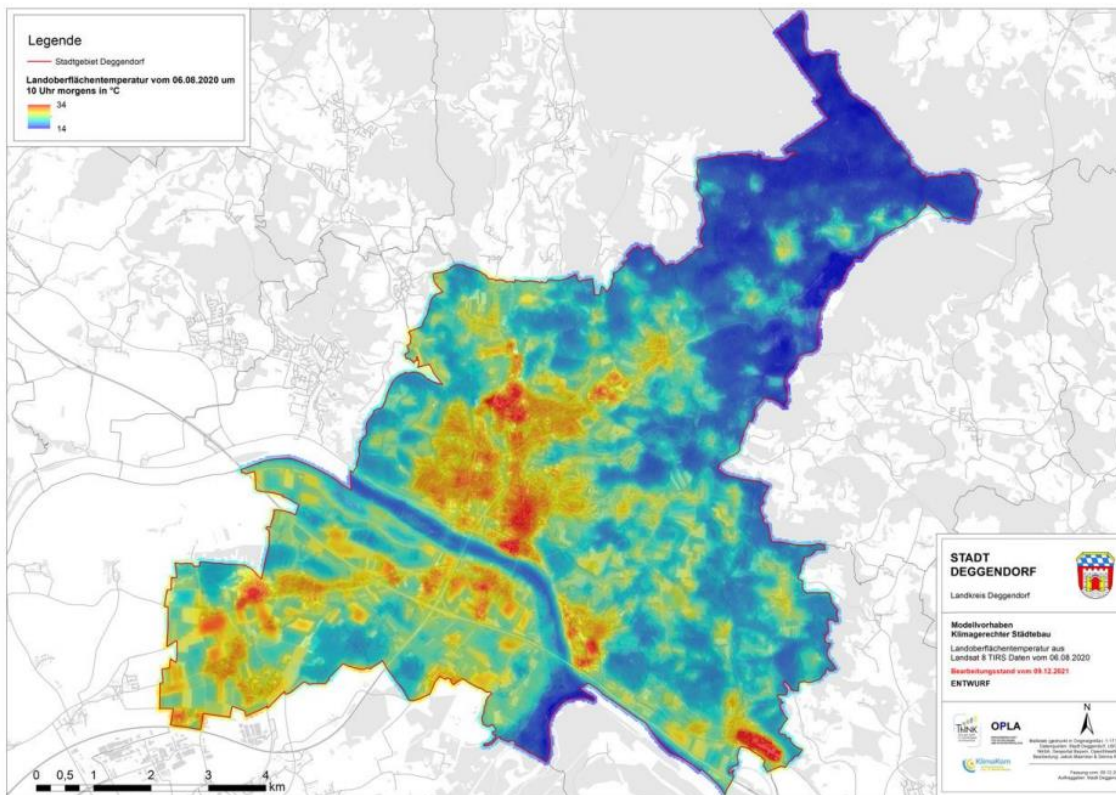 Legende
Stadtgebiet Deggendorf
Landoberflächentemperatur vom 06.08.2020 um
10 Uhr morgens in °C
34
14
STADT
DEGGENDORF
Landkreis Deggendorf
Modellvorhaben
Klimagerechter Städtebau
Landoberflächentemperatur aus
Landsat 8 TIRS Daten vom 06.08.2020
Bearbeitungsstand vom 09.12.2021
ENTWURF
N
ThINK
OPLA
KlimaKom
0 0,5 1 2 3 4
km